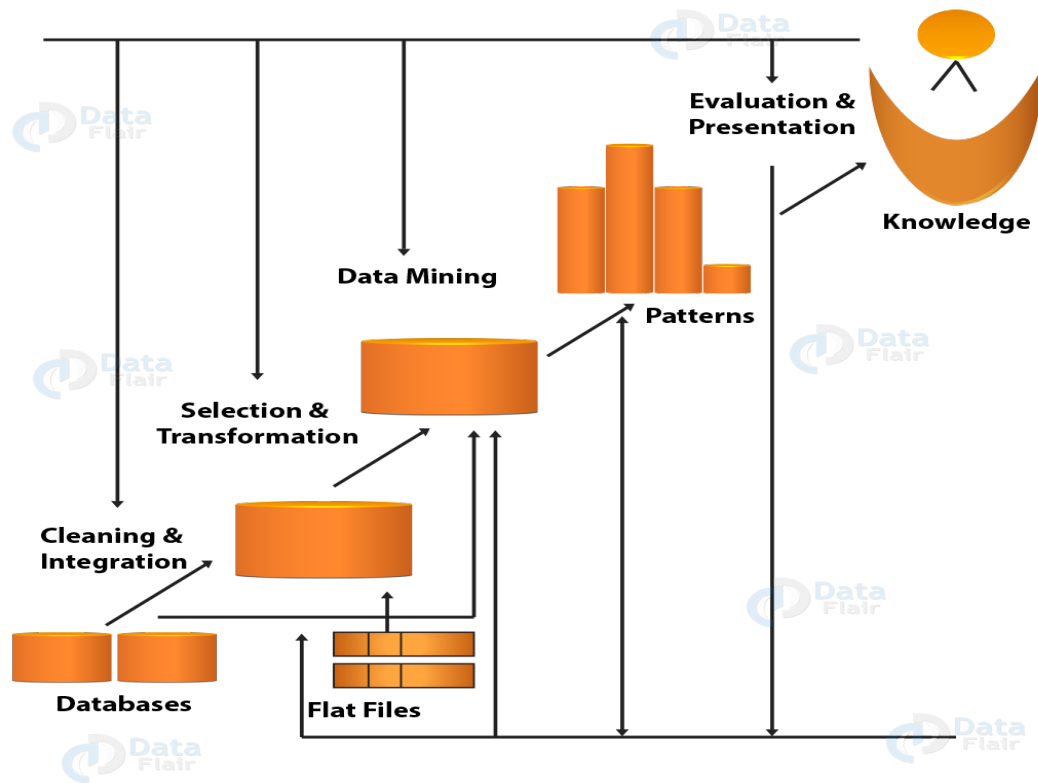 Data
Flair
Evaluation &
Presentation
Data
Flair
Knowledge
Data Mining
Patterns
Data
Flair
Data
Flair
Selection &
Transformation
Cleaning &
Integration
Data
Flair
Databases
Flat Files
Data
Flair
Data
Flair